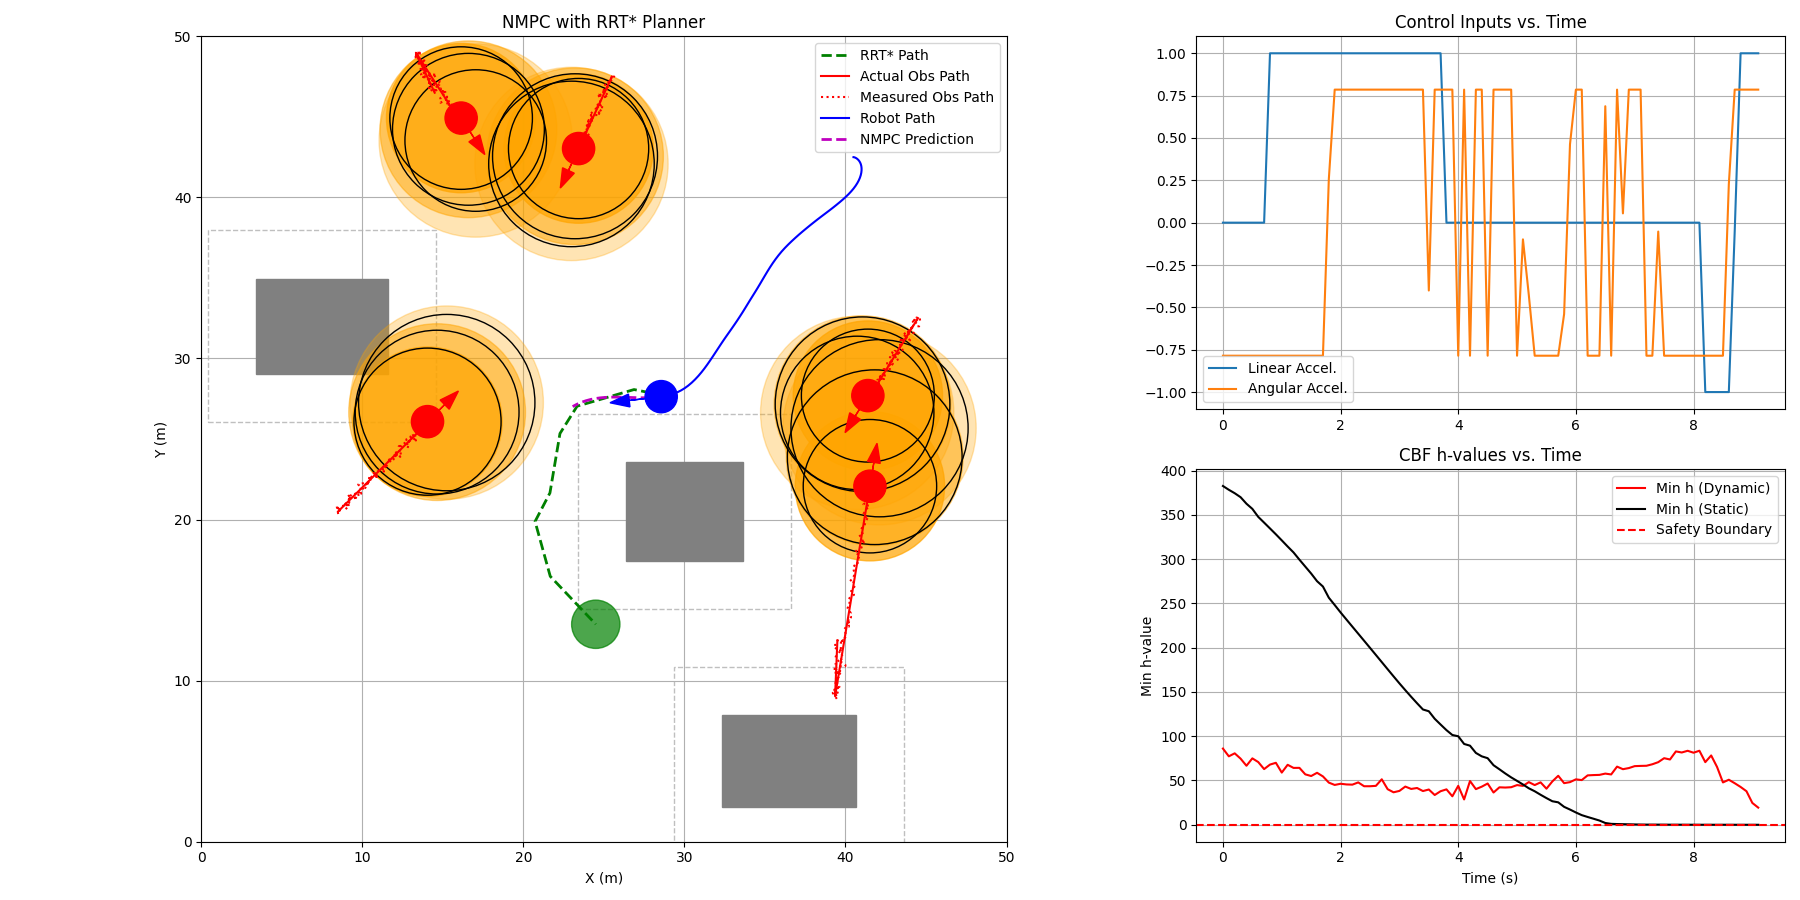 NMPC with RRT* Planner
50
40
30
20
10
0
Y (m)
0 10 20 30 40 50
X (m)
RRT* Path
Actual Obs Path
Measured Obs Path
Robot Path
NMPC Prediction
Control Inputs vs. Time
1.00
0.75
0.50
0.25
0.00
−0.25
−0.50
−0.75
−1.00
Linear Accel.
Angular Accel.
0 2 4 6 8
CBF h-values vs. Time
400
350
300
250
200
150
100
50
0
Min h-value
Min h (Dynamic)
Min h (Static)
Safety Boundary
0 2 4 6 8
Time (s)